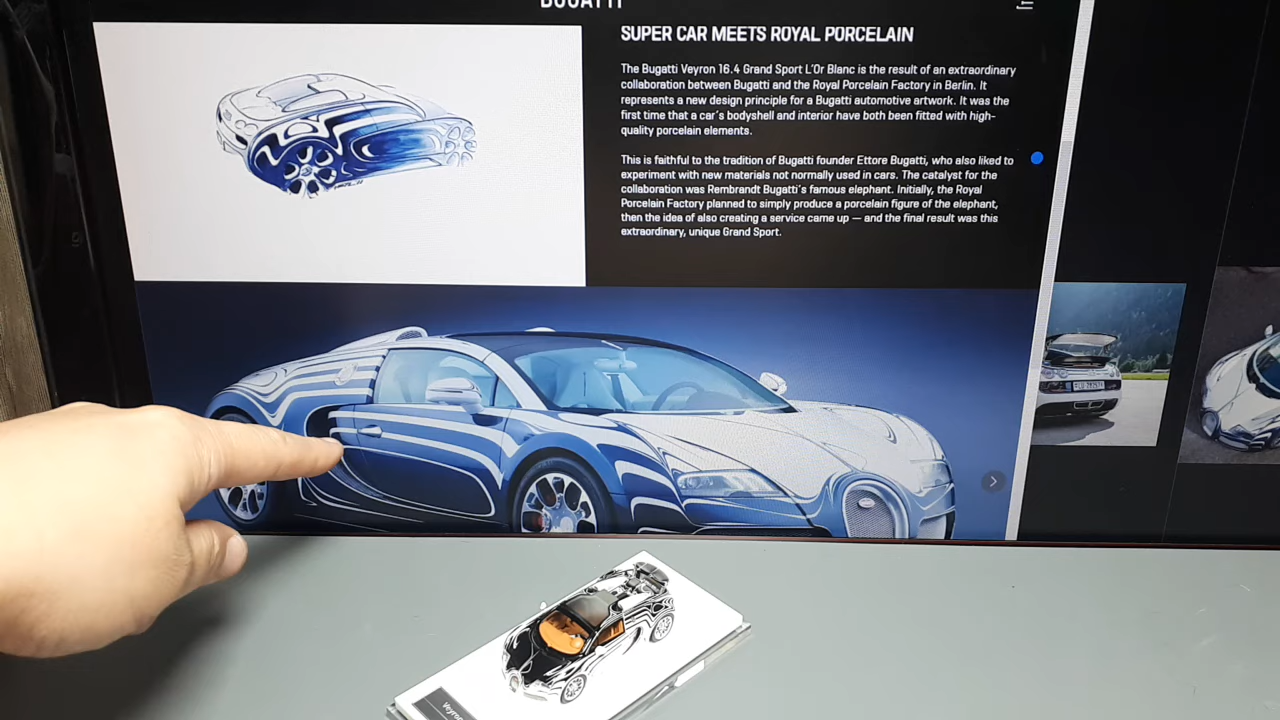 BUGATTI
SUPER CAR MEETS ROYAL PORCELAIN
The Bugatti Veyron 16.4 Grand Sport L'Or Blanc is the result of an extraordinary
collaboration between Bugatti and the Royal Porcelain Factory in Berlin. It
represents a new design principle for a Bugatti automotive artwork. It was the
first time that a car's bodyshell and interior have both been fitted with high-
quality porcelain elements.
This is faithful to the tradition of Bugatti founder Ettore Bugatti, who also liked to
experiment with new materials not normally used in cars. The catalyst for the
collaboration was Rembrandt Bugatti's famous elephant. Initially, the Royal
Porcelain Factory planned to simply produce a porcelain figure of the elephant,
then the idea of also creating a service came up — and the final result was this
extraordinary, unique Grand Sport.